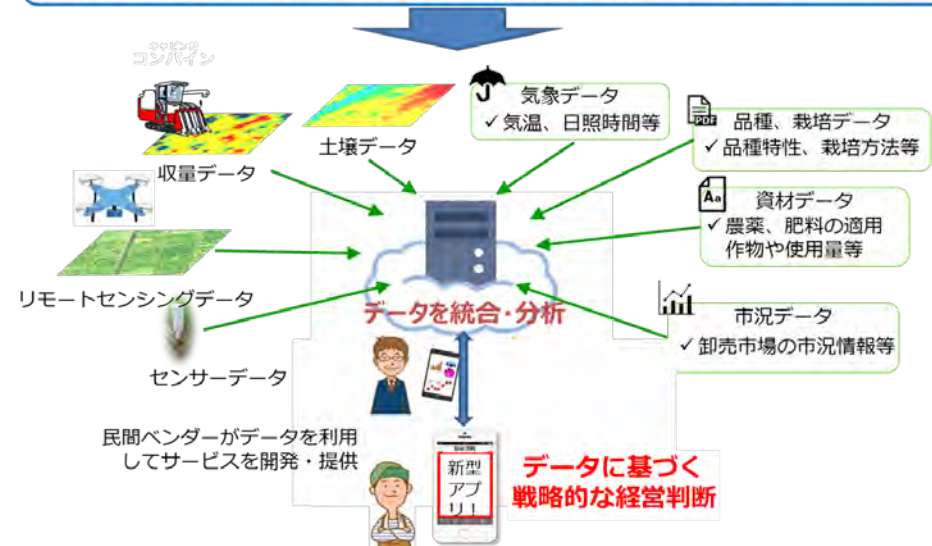 コンバイン
収量データ
土壌データ
気象データ
✓ 気温、日照時間等
PDF
品種、栽培データ
✓ 品種特性、栽培方法等
Aa
資材データ
✓ 農薬、肥料の適用
作物や使用量等
リモートセンシングデータ
データを統合・分析
市況データ
✓ 卸売市場の市況情報等
センサーデータ
民間ベンダーがデータを利用
してサービスを開発・提供
新型
アプ
リ！
データに基づく
戦略的な経営判断